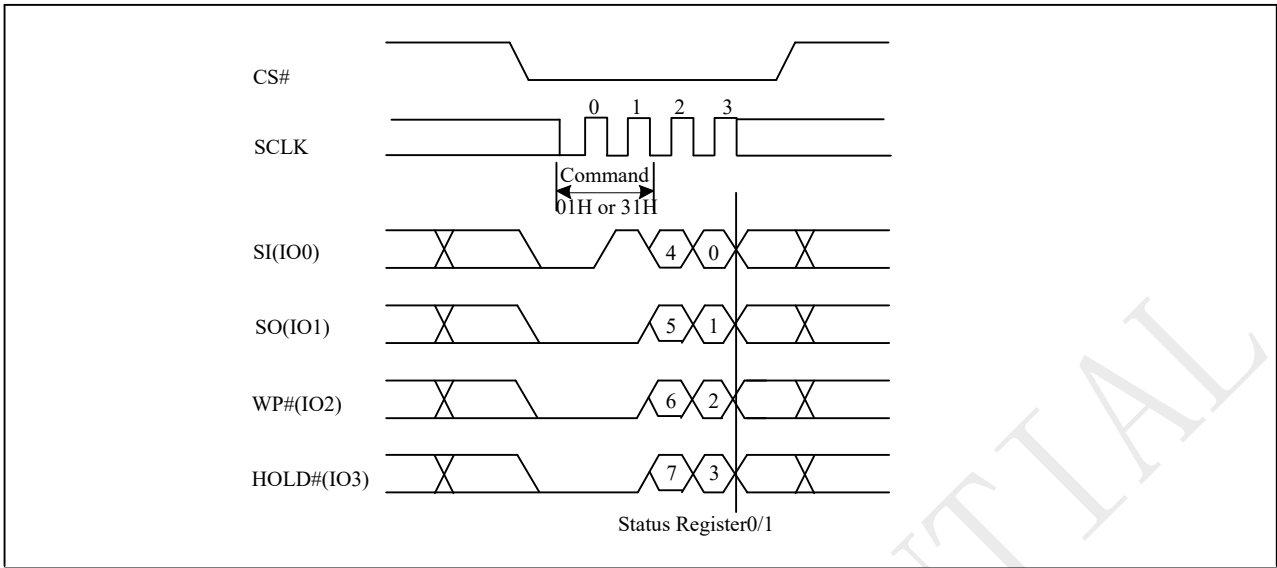 CS#
0 1 2 3
SCLK
Command
01H or 31H
SI(IO0) 4 0
SO(IO1) 5 1
WP#(IO2) 6 2
HOLD#(IO3) 7 3
Status Register0/1
NTIAL